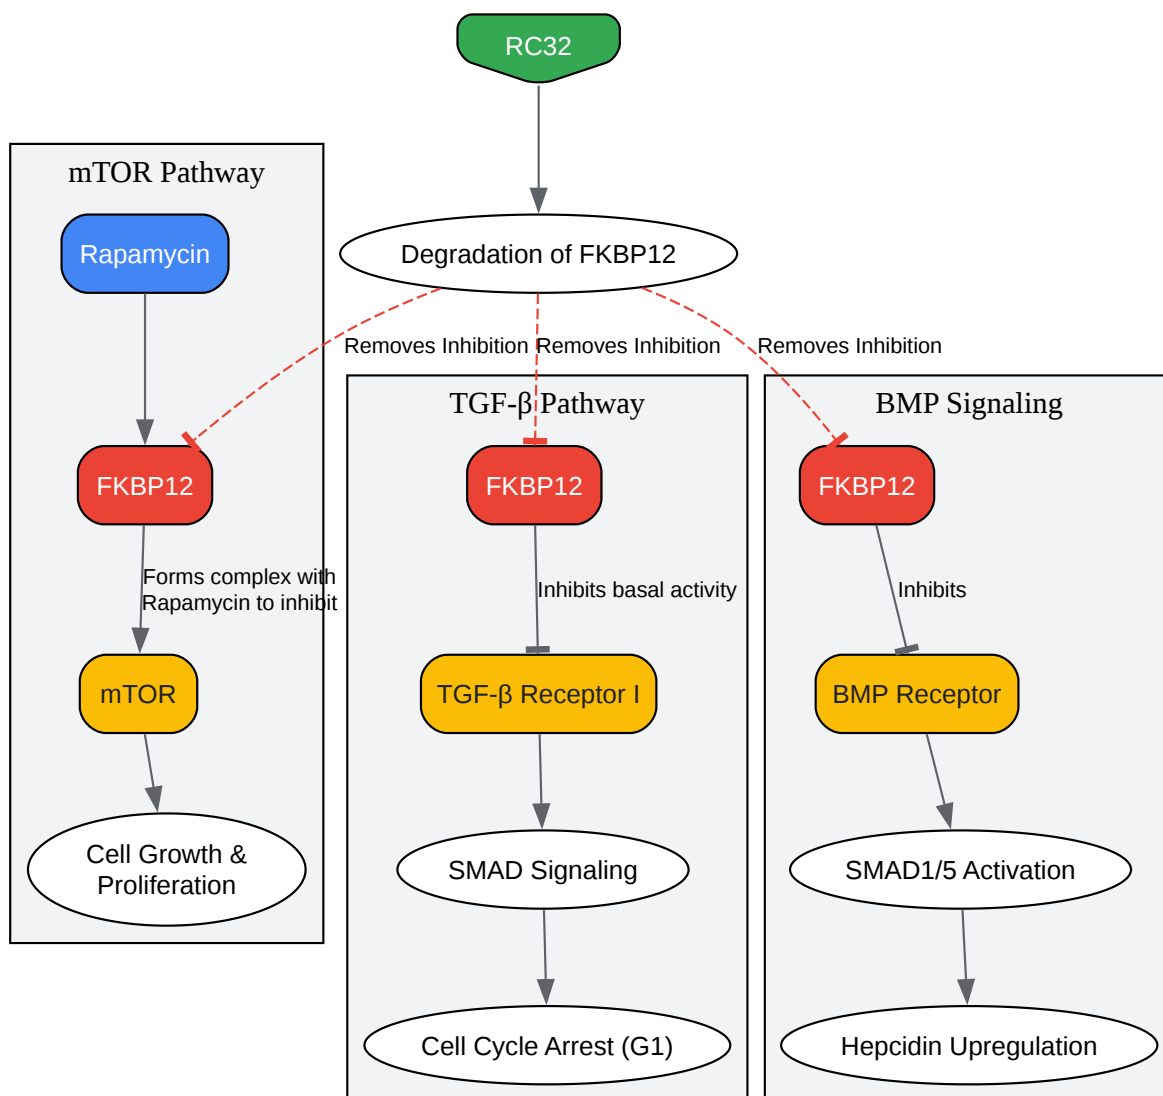 RC32
mTOR Pathway
Rapamycin
Degradation of FKBP12
Removes Inhibition
Removes Inhibition
Removes Inhibition
TGF-β Pathway
BMP Signaling
FKBP12
FKBP12
FKBP12
Forms complex with
Rapamycin to inhibit
Inhibits basal activity
Inhibits
mTOR
TGF-β Receptor I
BMP Receptor
Cell Growth &
Proliferation
SMAD Signaling
SMAD1/5 Activation
Cell Cycle Arrest (G1)
Hepcidin Upregulation